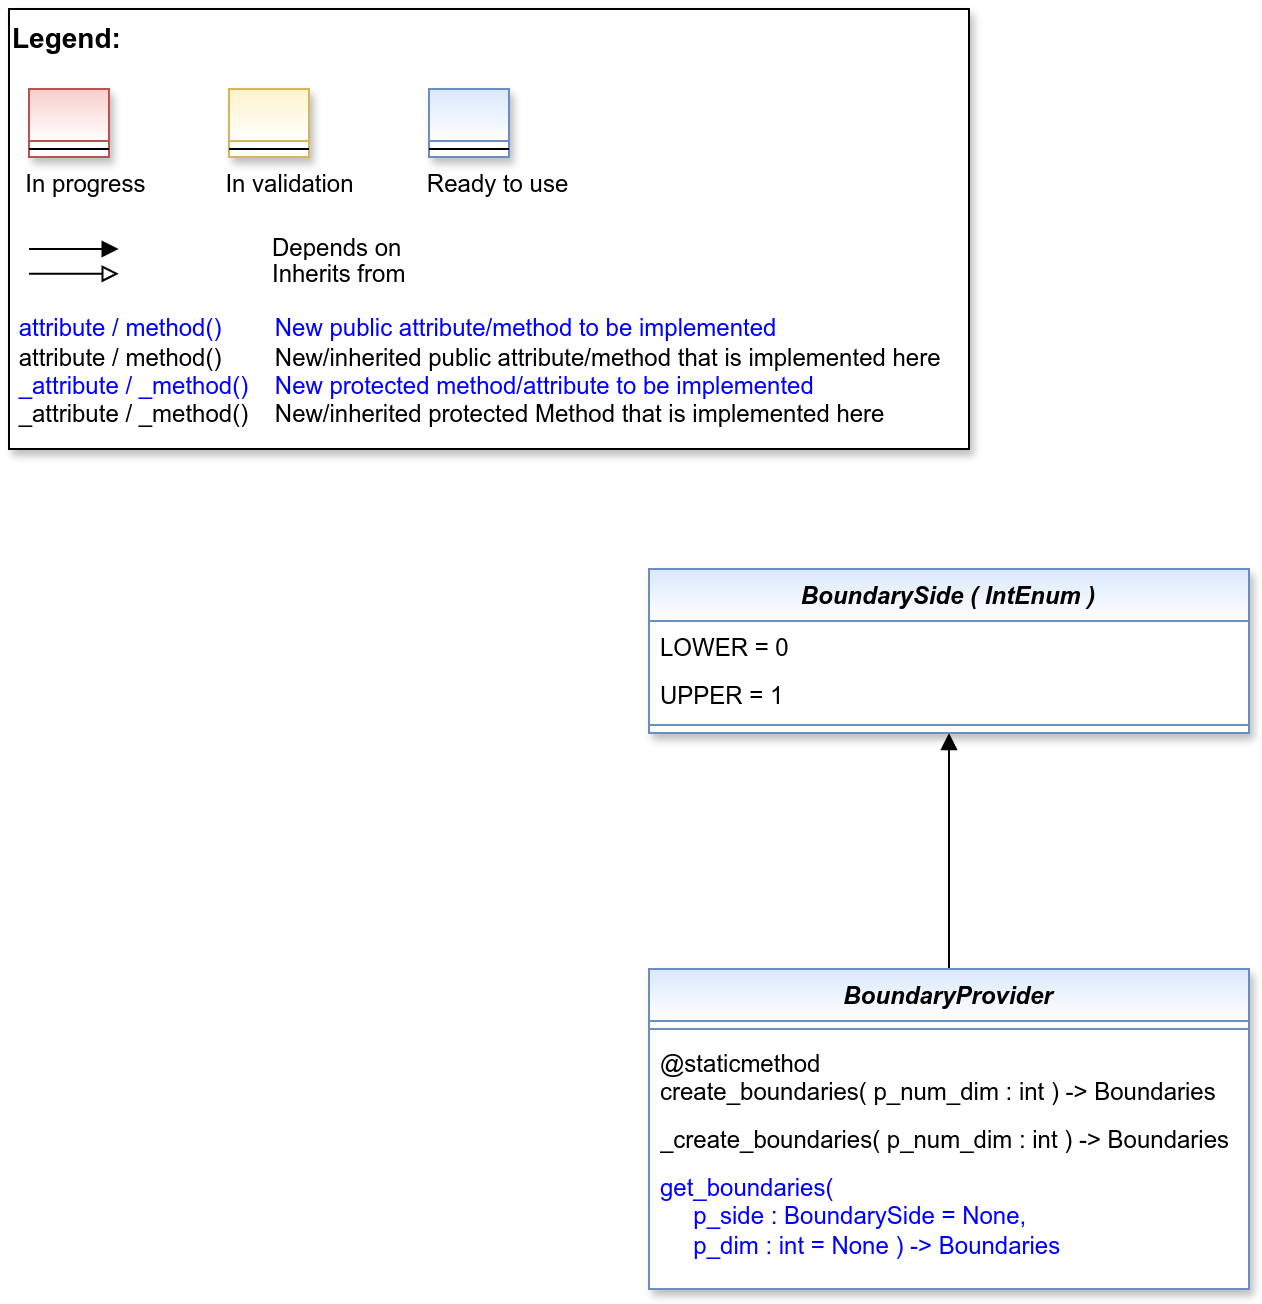 Legend:
In progress
In validation
Ready to use
Depends on
Inherits from
attribute / method() New public attribute/method to be implemented
attribute / method() New/inherited public attribute/method that is implemented here
_attribute / _method() New protected method/attribute to be implemented
_attribute / _method() New/inherited protected Method that is implemented here
BoundarySide ( IntEnum )
LOWER = 0
UPPER = 1
BoundaryProvider
@staticmethod
create_boundaries( p_num_dim : int ) -> Boundaries
_create_boundaries( p_num_dim : int ) -> Boundaries
get_boundaries(
p_side : BoundarySide = None,
p_dim : int = None ) -> Boundaries